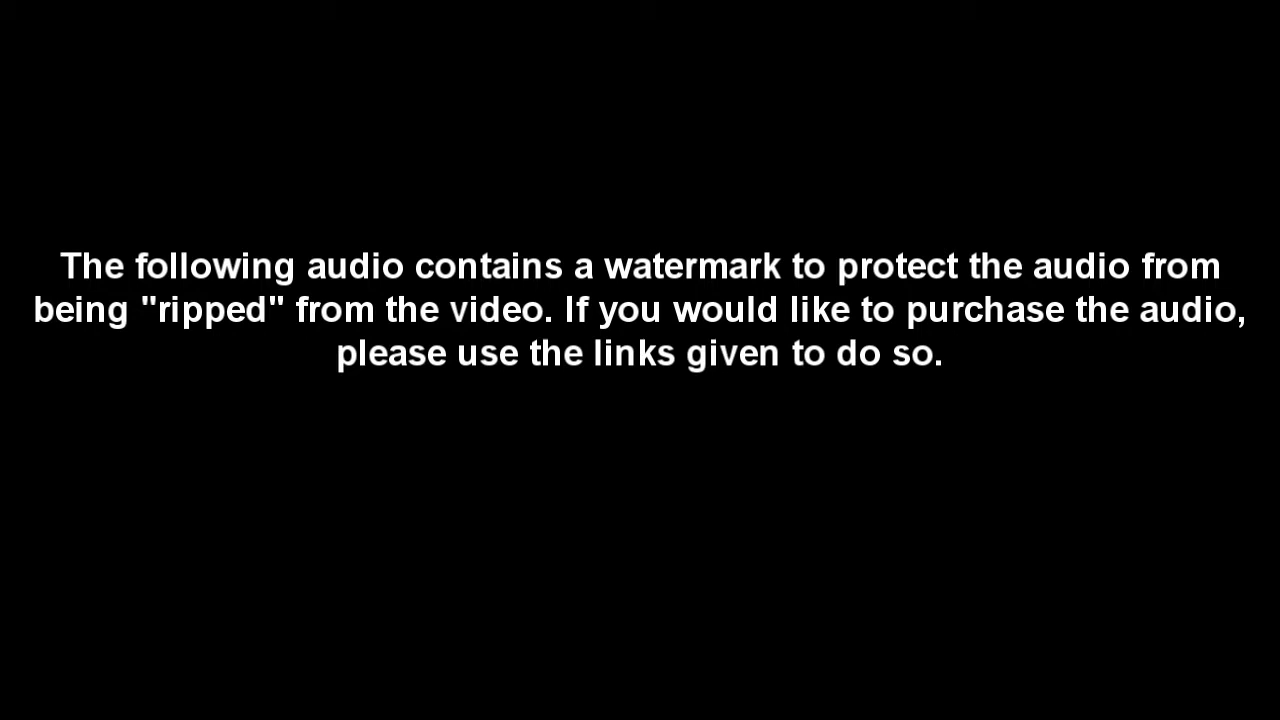 The following audio contains a watermark to protect the audio from
being "ripped" from the video. If you would like to purchase the audio,
please use the links given to do so.